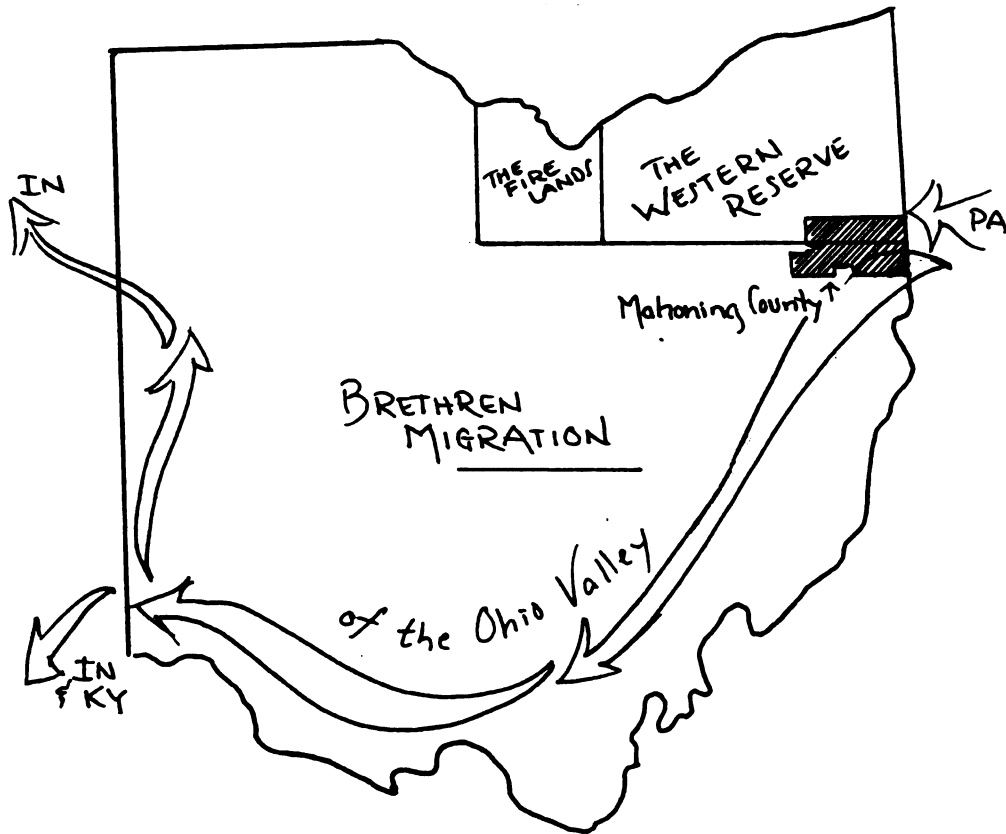 THE FIRE LANDS
THE WESTERN RESERVE
IN
PA
Mahoning County
BRETHREN
MIGRATION
of the Ohio Valley
IN
& KY